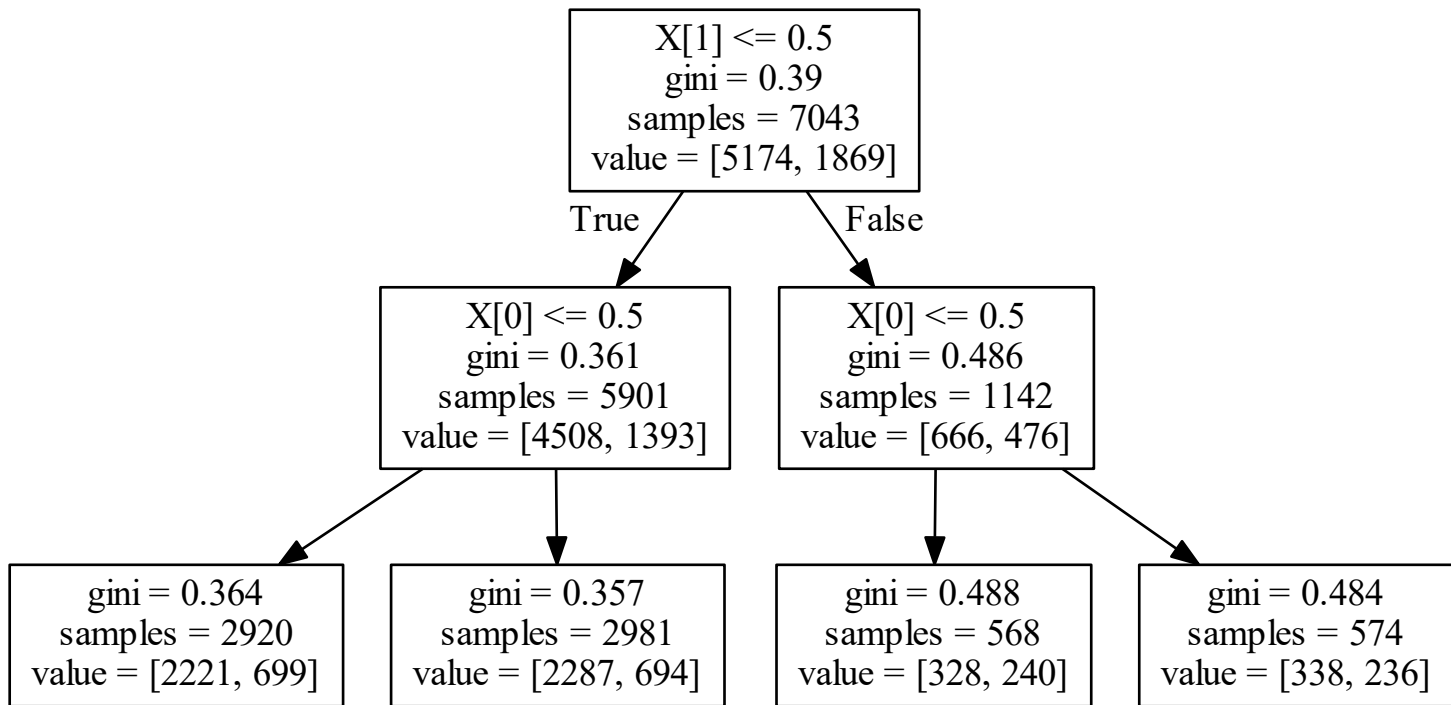 X[1] <= 0.5
gini = 0.39
samples = 7043
value = [5174, 1869]
True
False
X[0] <= 0.5
gini = 0.361
samples = 5901
value = [4508, 1393]
X[0] <= 0.5
gini = 0.486
samples = 1142
value = [666, 476]
gini = 0.364
samples = 2920
value = [2221, 699]
gini = 0.357
samples = 2981
value = [2287, 694]
gini = 0.488
samples = 568
value = [328, 240]
gini = 0.484
samples = 574
value = [338, 236]